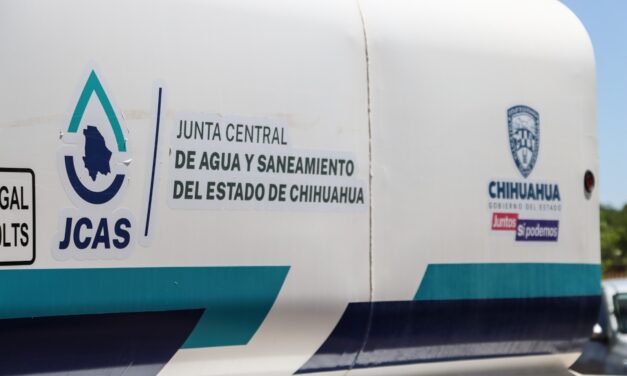 JUNTA CENTRAL
DE AGUA Y SANEAMIENTO
DEL ESTADO DE CHIHUAHUA
JCAS
GAL
OLTS
CHIHUAHUA
GOBIERNO DEL ESTADO
Juntos
Sí podemos